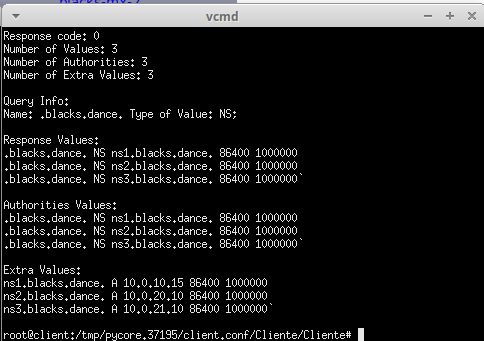 blacks-mx-7
vcmd
Response code: 0
Number of Values: 3
Number of Authorities: 3
Number of Extra Values: 3
Query Info:
Name: .blacks.dance. Type of Value: NS;
Response Values:
.blacks.dance. NS ns1.blacks.dance. 86400 1000000
.blacks.dance. NS ns2.blacks.dance. 86400 1000000
.blacks.dance. NS ns3.blacks.dance. 86400 1000000`
Authorities Values:
.blacks.dance. NS ns1.blacks.dance. 86400 1000000
.blacks.dance. NS ns2.blacks.dance. 86400 1000000
.blacks.dance. NS ns3.blacks.dance. 86400 1000000`
Extra Values:
ns1.blacks.dance. A 10.0.10.15 86400 1000000
ns2.blacks.dance. A 10.0.20.10 86400 1000000
ns3.blacks.dance. A 10.0.21.10 86400 1000000`
root@client:/tmp/pycore.37195/client.conf/Cliente/Cliente#